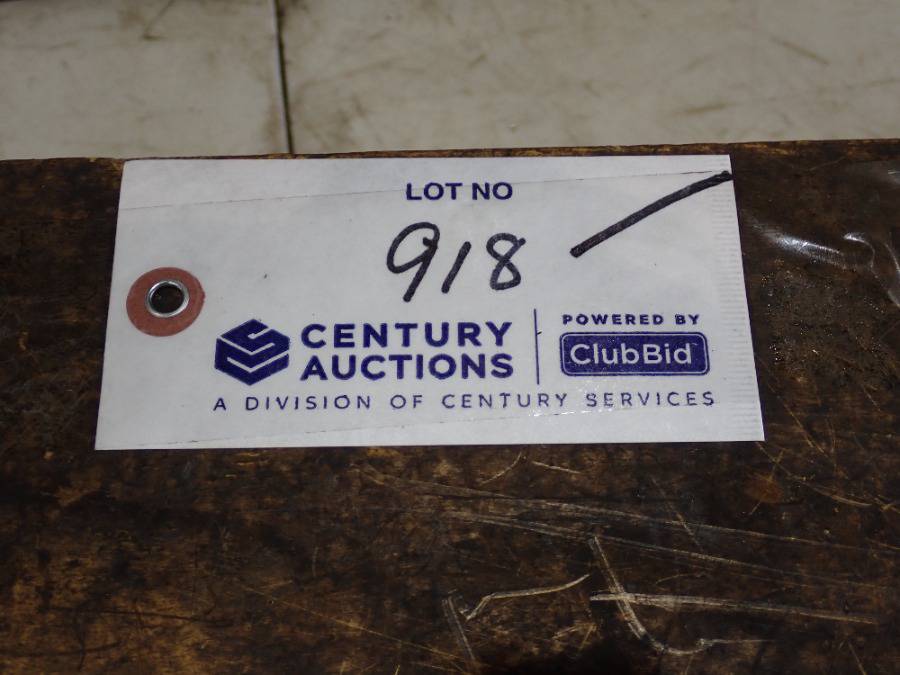 LOT NO
918
CENTURY AUCTIONS
POWERED BY
ClubBid
A DIVISION OF CENTURY SERVICES